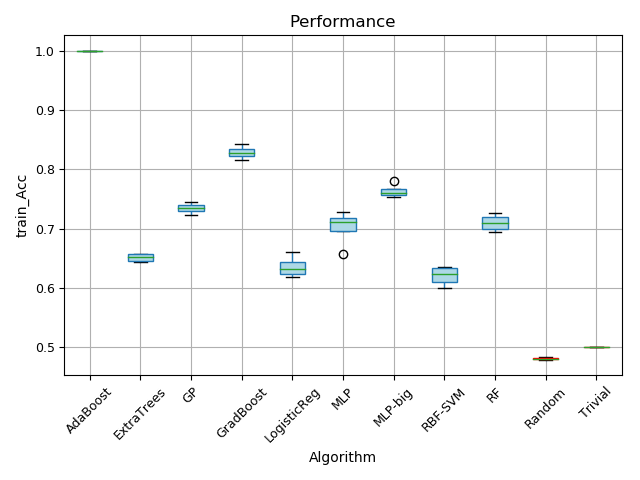 Performance
train_Acc
1.0
0.9
0.8
0.7
0.6
0.5
AdaBoost
ExtraTrees
GP
GradBoost
LogisticReg
MLP
MLP-big
RBF-SVM
RF
Random
Trivial
Algorithm